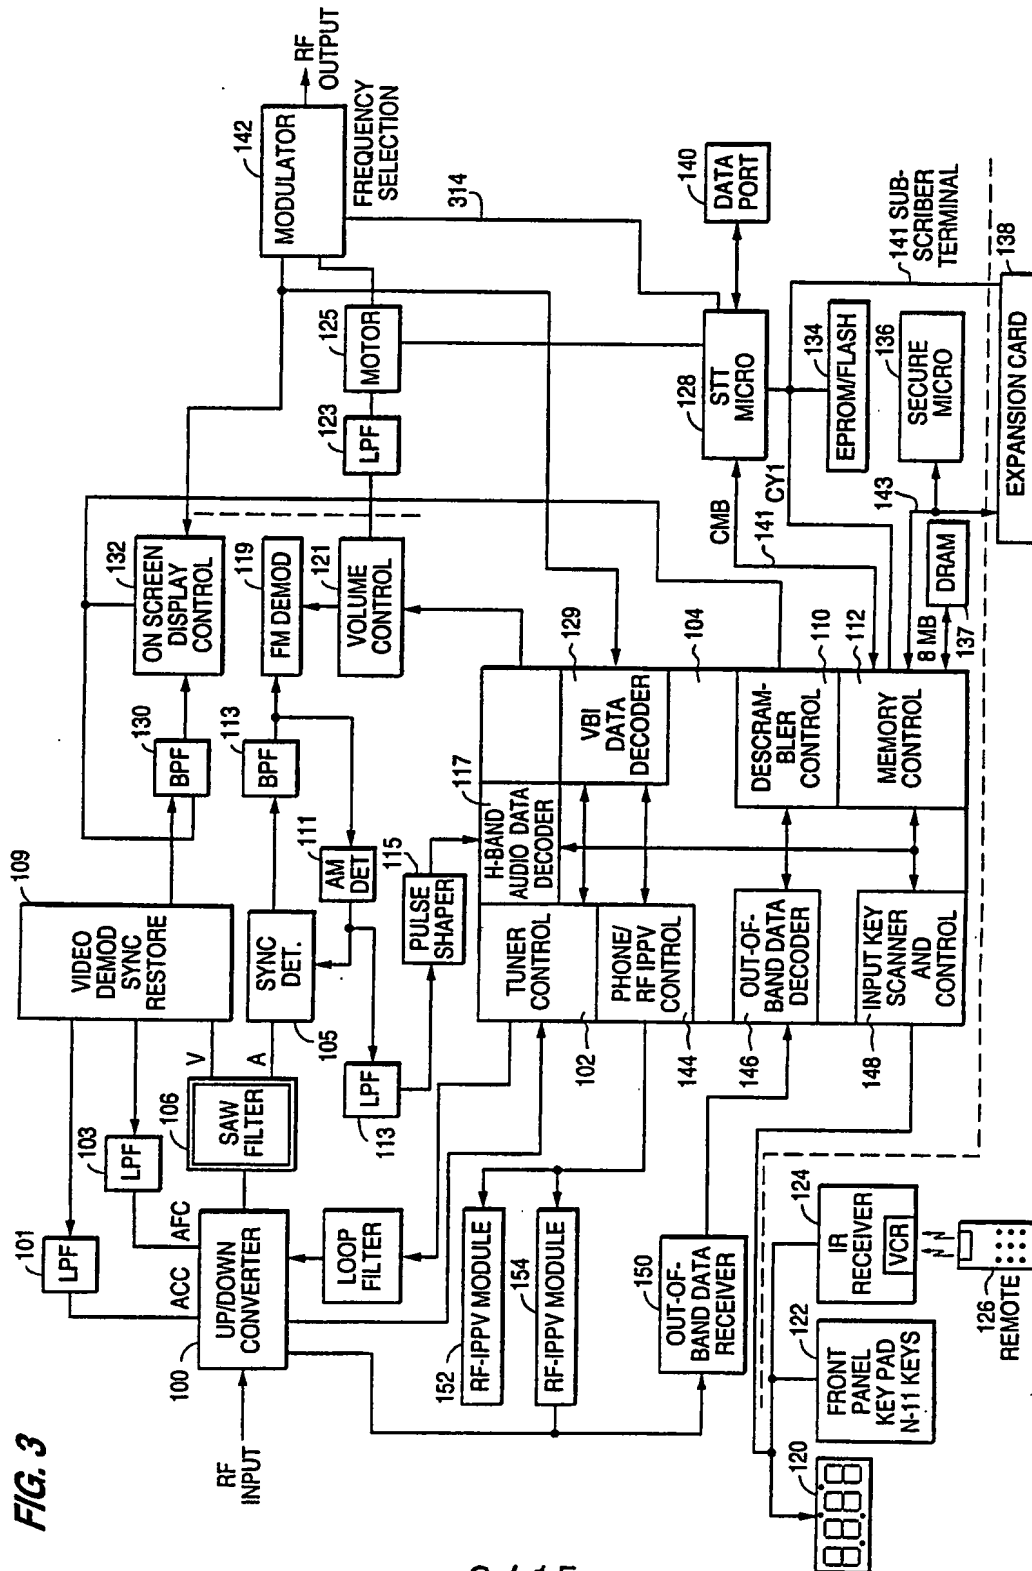 FIG. 3
RF
INPUT
100
UP/DOWN
CONVERTER
ACC
AFC
101
LPF
103
LPF
106
SAW
FILTER
V
A
109
VIDEO
DEMOD
SYNC
RESTORE
105
SYNC
DET.
130
BPF
113
BPF
111
AM
DET
132
ON SCREEN
DISPLAY
CONTROL
119
FM DEMOD
121
VOLUME
CONTROL
123
LPF
125
MOTOR
142
MODULATOR
RF
OUTPUT
FREQUENCY
SELECTION
314
LOOP
FILTER
LPF
113
115
PULSE
SHAPER
117
H-BAND
AUDIO DATA
DECODER
129
VBI
DATA
DECODER
104
TUNER
CONTROL
102
PHONE/
RF IPPV
CONTROL
144
OUT-OF-
BAND DATA
DECODER
146
INPUT KEY
SCANNER
AND
CONTROL
148
DESCRAM-
BLER
CONTROL
110
MEMORY
CONTROL
112
152
RF-IPPV MODULE
154
RF-IPPV MODULE
150
OUT-OF-
BAND DATA
RECEIVER
128
STT
MICRO
CMB
141
CY1
140
DATA
PORT
134
EPROM/FLASH
136
SECURE
MICRO
143
8 MB
DRAM
137
141 SUB-
SCRIBER
TERMINAL
138
EXPANSION CARD
120
88:88
122
FRONT
PANEL
KEY PAD
N-11 KEYS
124
IR
RECEIVER
VCR
126
REMOTE